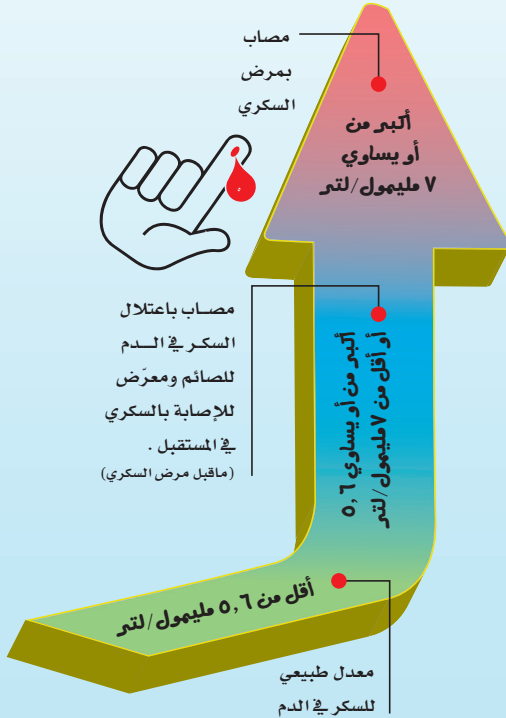 مصاب
بمرض
السكري
أكبر من
أو يساوي
٧ مليمول/لتر
مصاب باعتلال
السكر في الدم
للصائم ومعرّض
للإصابة بالسكري
في المستقبل .
(ماقبل مرض السكري)
أكبر من أو يساوي ٥,٦
أو أقل من ٧ مليمول/لتر
أقل من ٥,٦ مليمول/لتر
معدل طبيعي
للسكر في الدم